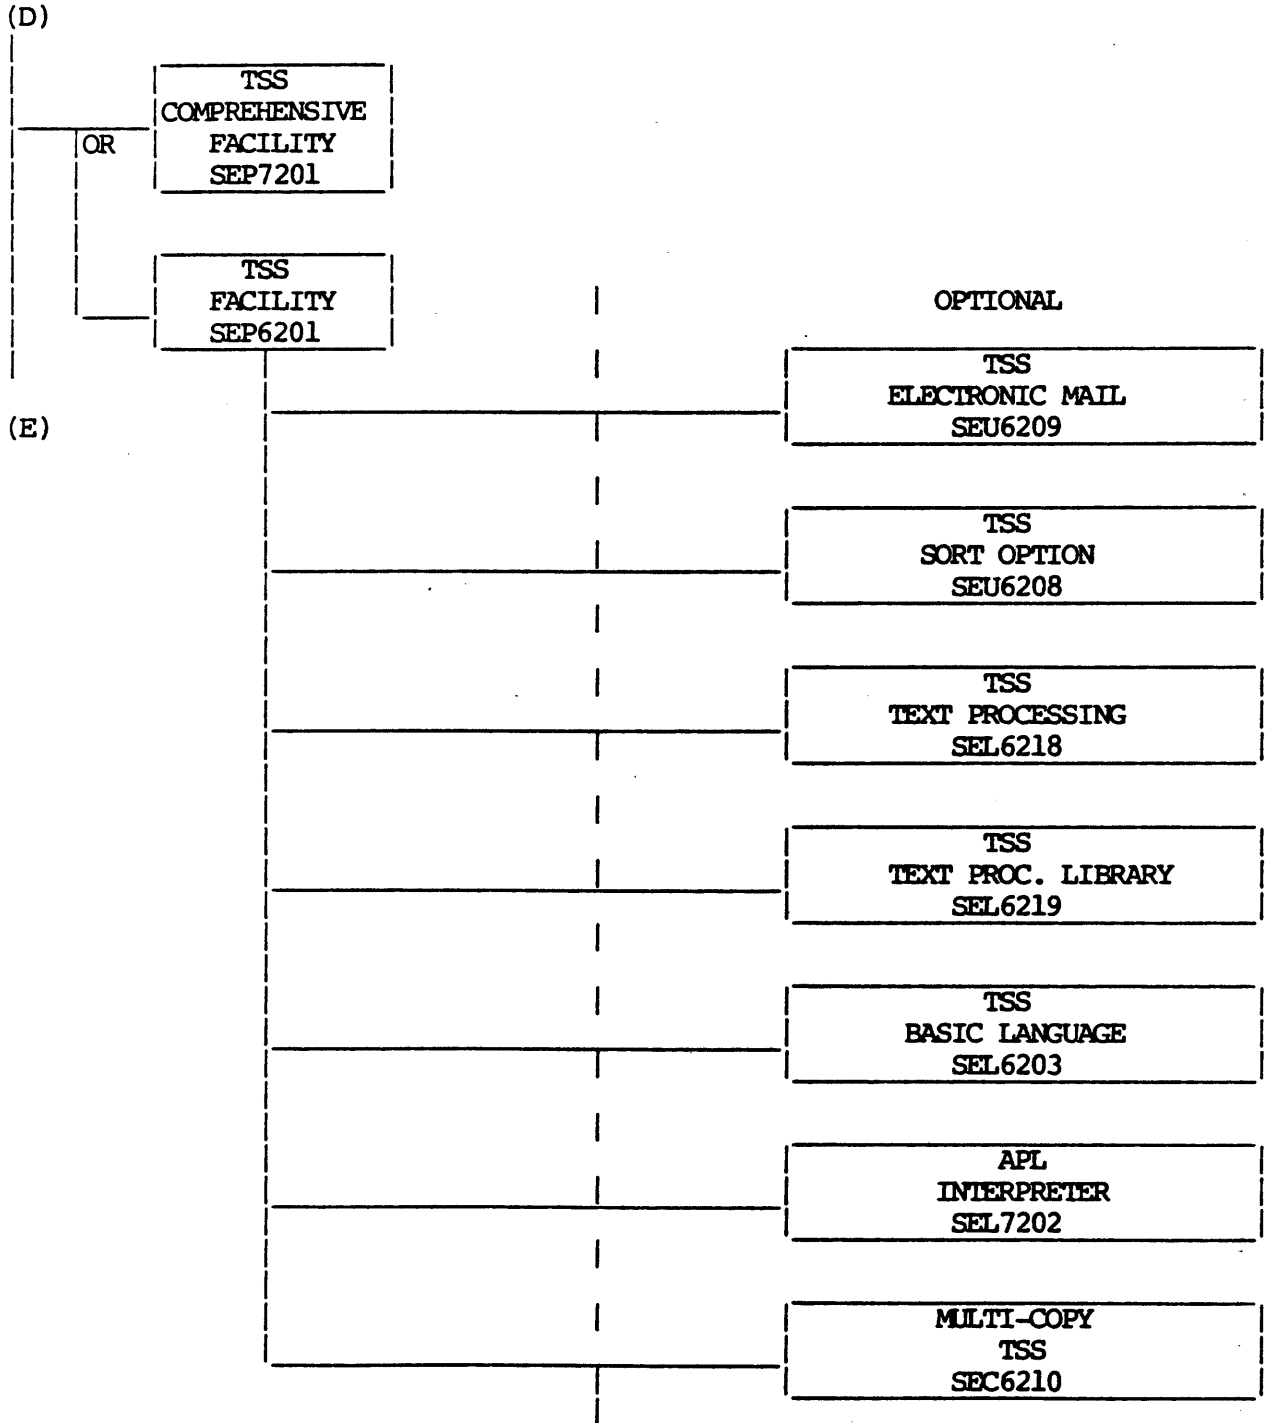 (D)
TSS
COMPREHENSIVE
FACILITY
SEP7201
OR
TSS
FACILITY
SEP6201
OPTIONAL
TSS
ELECTRONIC MAIL
SEU6209
(E)
TSS
SORT OPTION
SEU6208
TSS
TEXT PROCESSING
SEL6218
TSS
TEXT PROC. LIBRARY
SEL6219
TSS
BASIC LANGUAGE
SEL6203
APL
INTERPRETER
SEL7202
MULTI-COPY
TSS
SEC6210